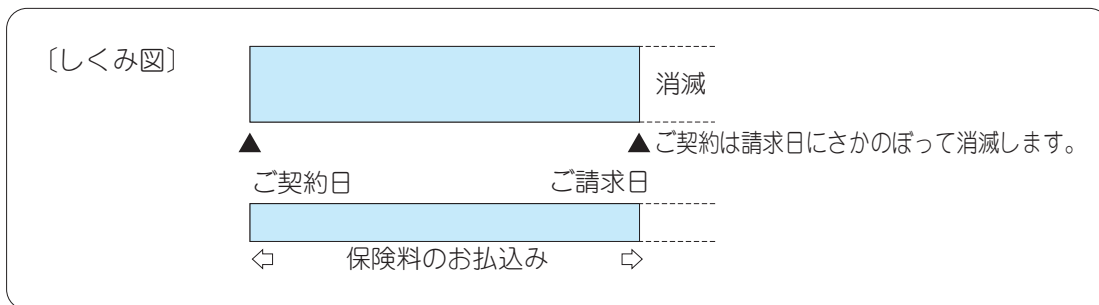 〔しくみ図〕
消滅
▲ ▲ご契約は請求日にさかのぼって消滅します。
ご契約日 ご請求日
保険料のお払込み